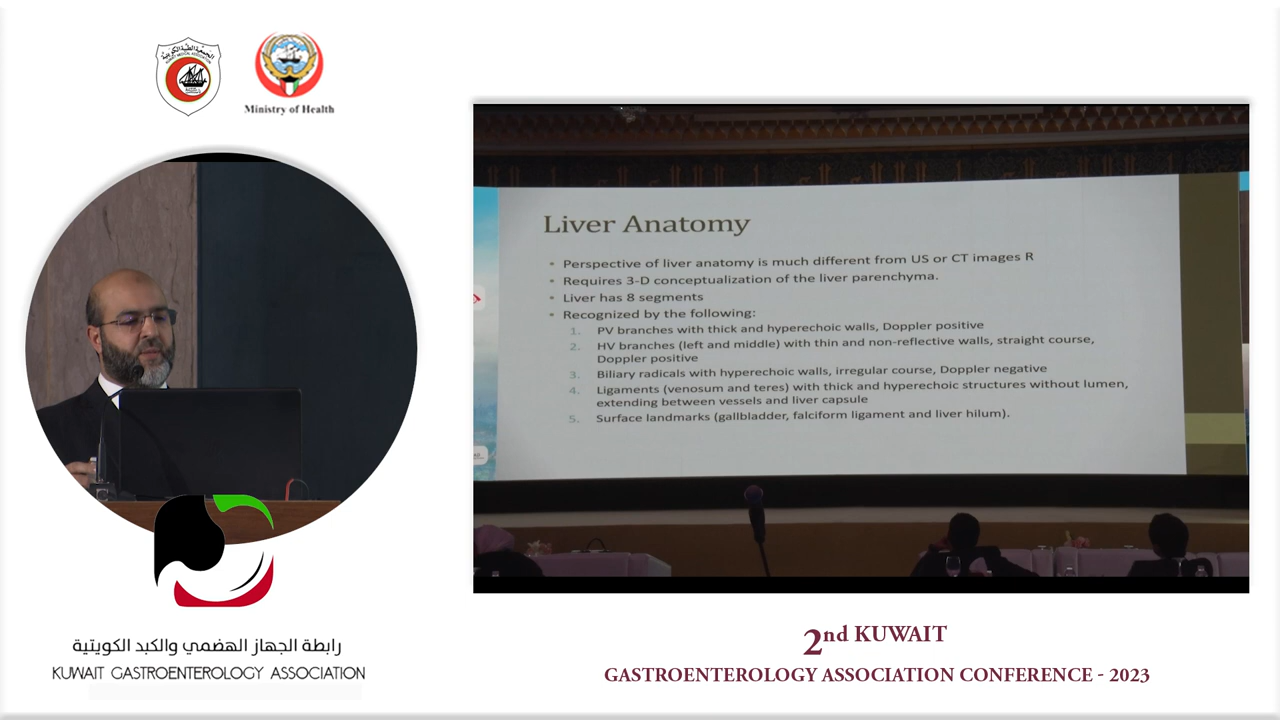 Ministry of Health
Liver Anatomy
• Perspective of liver anatomy is much different from US or CT images R
• Requires 3-D conceptualization of the liver parenchyma.
• Liver has 8 segments
• Recognized by the following:
1. PV branches with thick and hyperechoic walls, Doppler positive
2. HV branches (left and middle) with thin and non-reflective walls, straight course,
Doppler positive
3. Biliary radicals with hyperechoic walls, irregular course, Doppler negative
4. Ligaments (venosum and teres) with thick and hyperechoic structures without lumen,
extending between vessels and liver capsule
5. Surface landmarks (gallbladder, falciform ligament and liver hilum).
رابطة الجهاز الهضمي والكبد الكويتية
KUWAIT GASTROENTEROLOGY ASSOCIATION
2nd KUWAIT
GASTROENTEROLOGY ASSOCIATION CONFERENCE - 2023